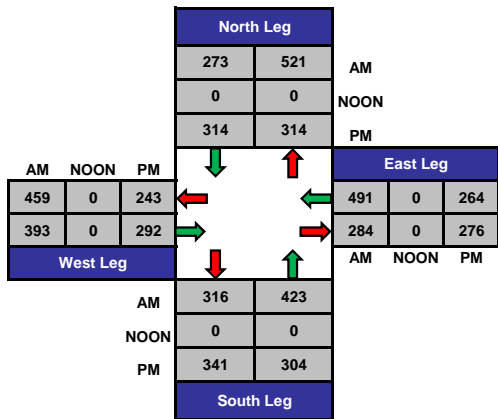 North Leg
273 521 AM
0 0 NOON
314 314 PM
AM NOON PM East Leg
459 0 243 491 0 264
393 0 292 284 0 276
West Leg AM NOON PM
AM 316 423
NOON 0 0
PM 341 304
South Leg